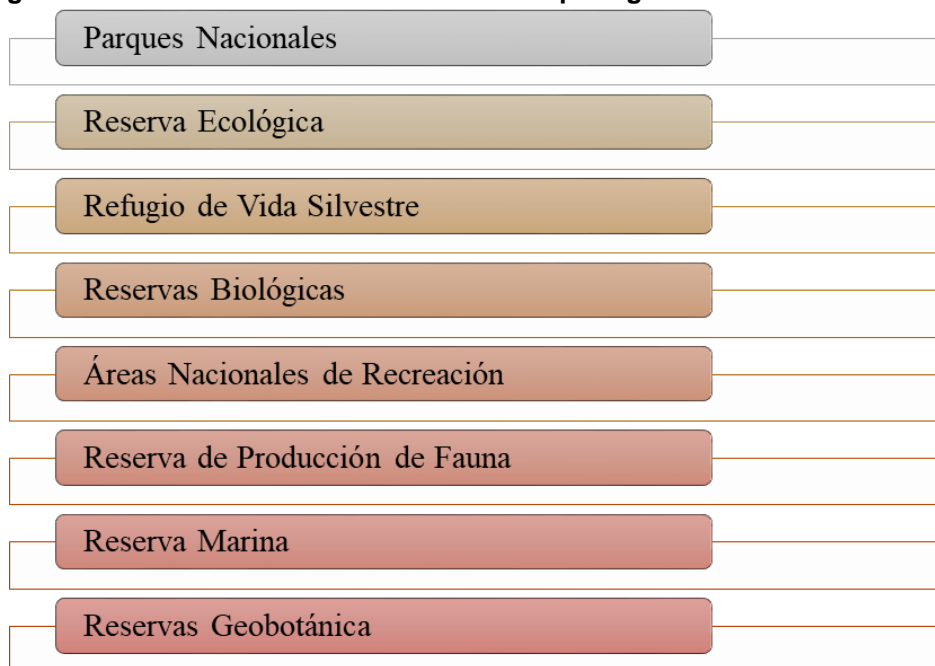 Parques Nacionales
Reserva Ecológica
Refugio de Vida Silvestre
Reservas Biológicas
Áreas Nacionales de Recreación
Reserva de Producción de Fauna
Reserva Marina
Reservas Geobotánica